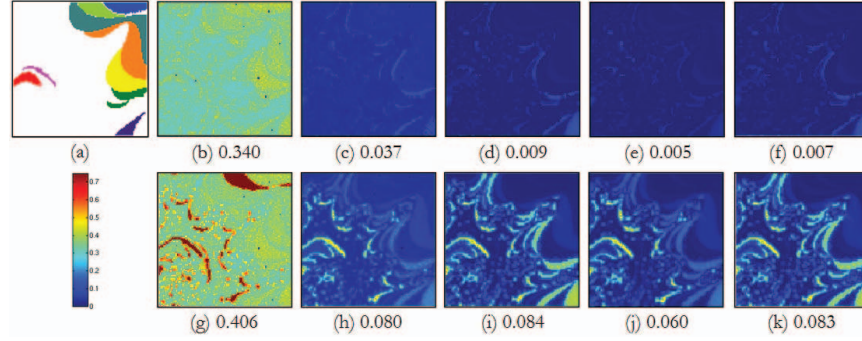 (a)
(b) 0.340
(c) 0.037
(d) 0.009
(e) 0.005
(f) 0.007
0.7
0.6
0.5
0.4
0.3
0.2
0.1
0
(g) 0.406
(h) 0.080
(i) 0.084
(j) 0.060
(k) 0.083